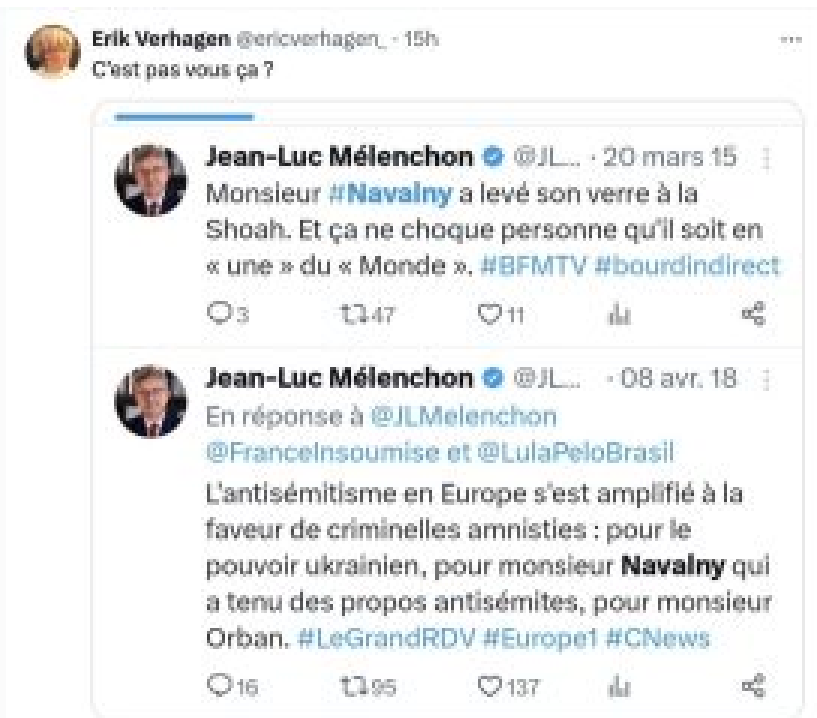 Erik Verhagen @ericverhagen_ · 15h
C'est pas vous ça ?
Jean-Luc Mélenchon @JL... · 20 mars 15
Monsieur #Navalny a levé son verre à la
Shoah. Et ça ne choque personne qu'il soit en
« une » du « Monde ». #BFMTV #bourdindirect
3 47 11
Jean-Luc Mélenchon @JL... · 08 avr. 18
En réponse à @JLMelenchon
@FranceInsoumise et @LulaPeloBrasil
L'antisémitisme en Europe s'est amplifié à la
faveur de criminelles amnisties : pour le
pouvoir ukrainien, pour monsieur Navalny qui
a tenu des propos antisémites, pour monsieur
Orban. #LeGrandRDV #Europe1 #CNews
16 95 137